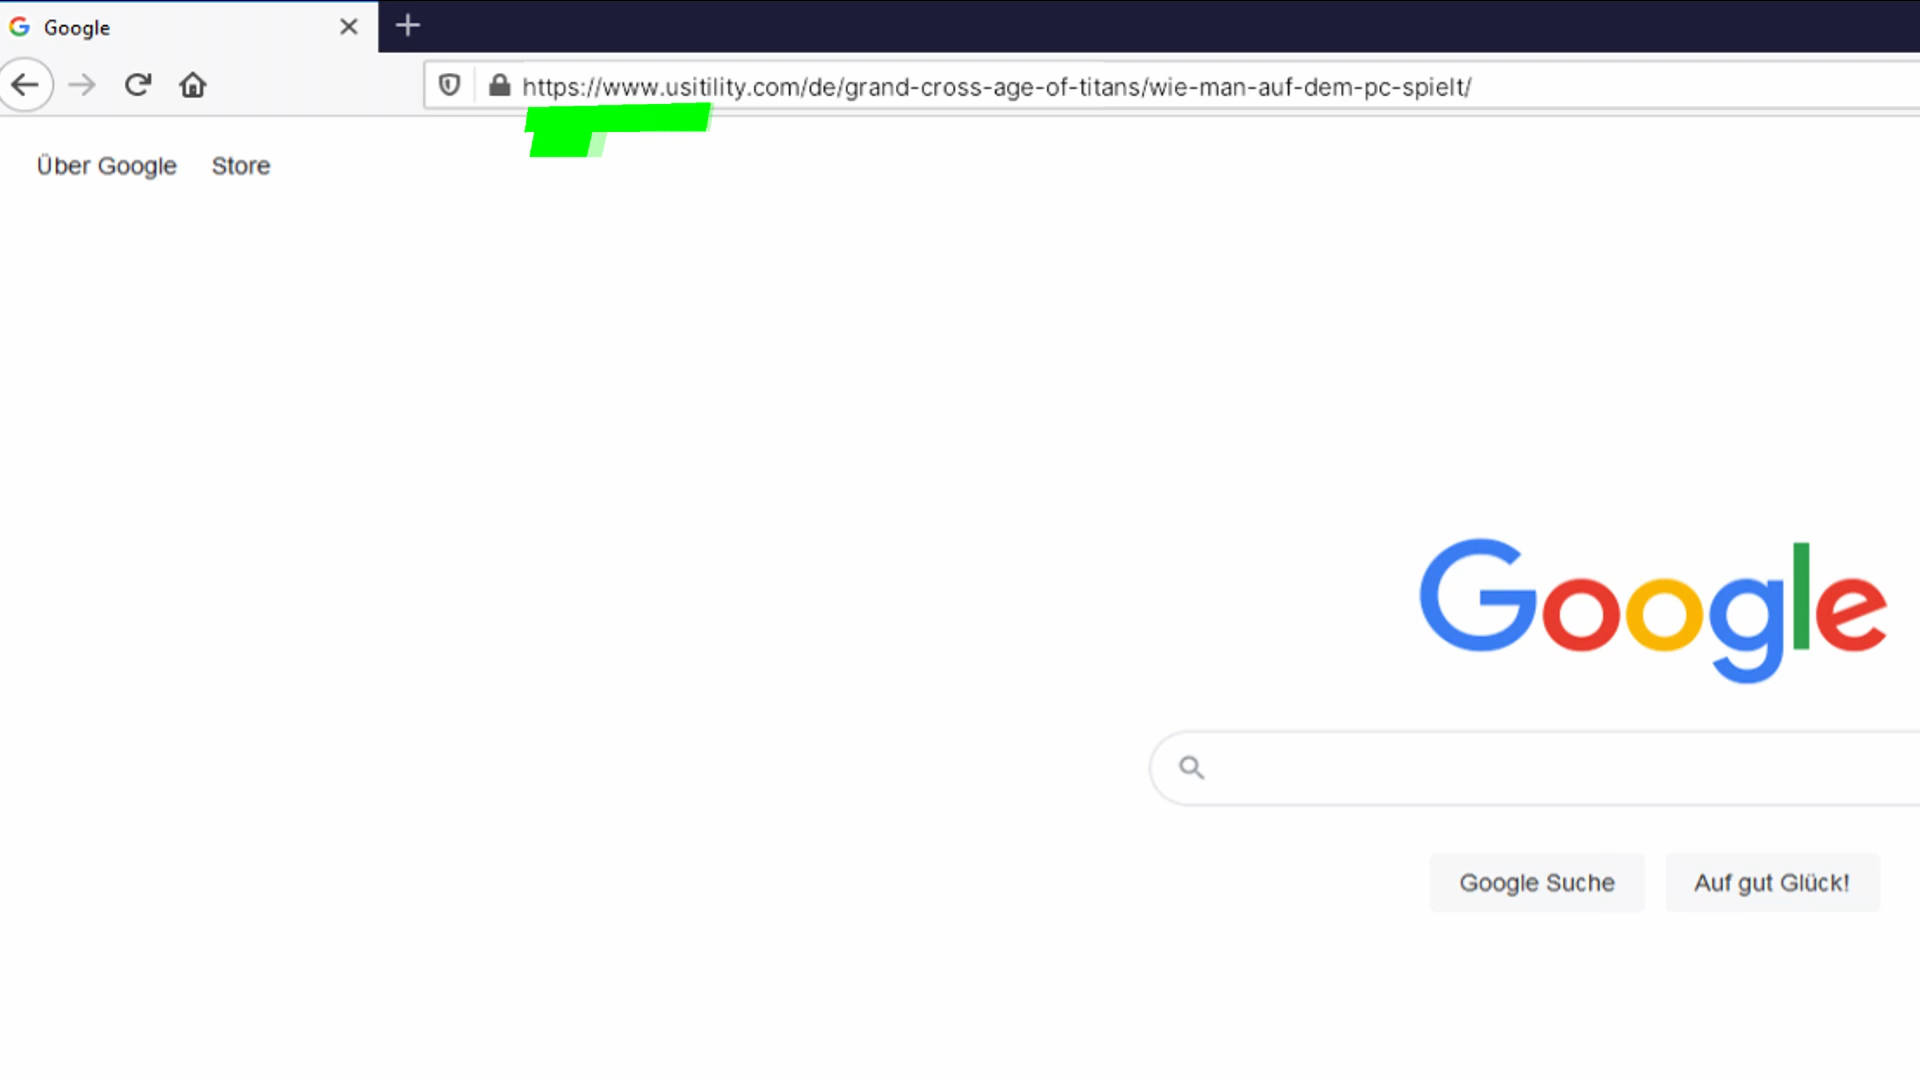 Google
https://www.usitility.com/de/grand-cross-age-of-titans/wie-man-auf-dem-pc-spielt/
Über Google Store
Google
Google Suche Auf gut Glück!